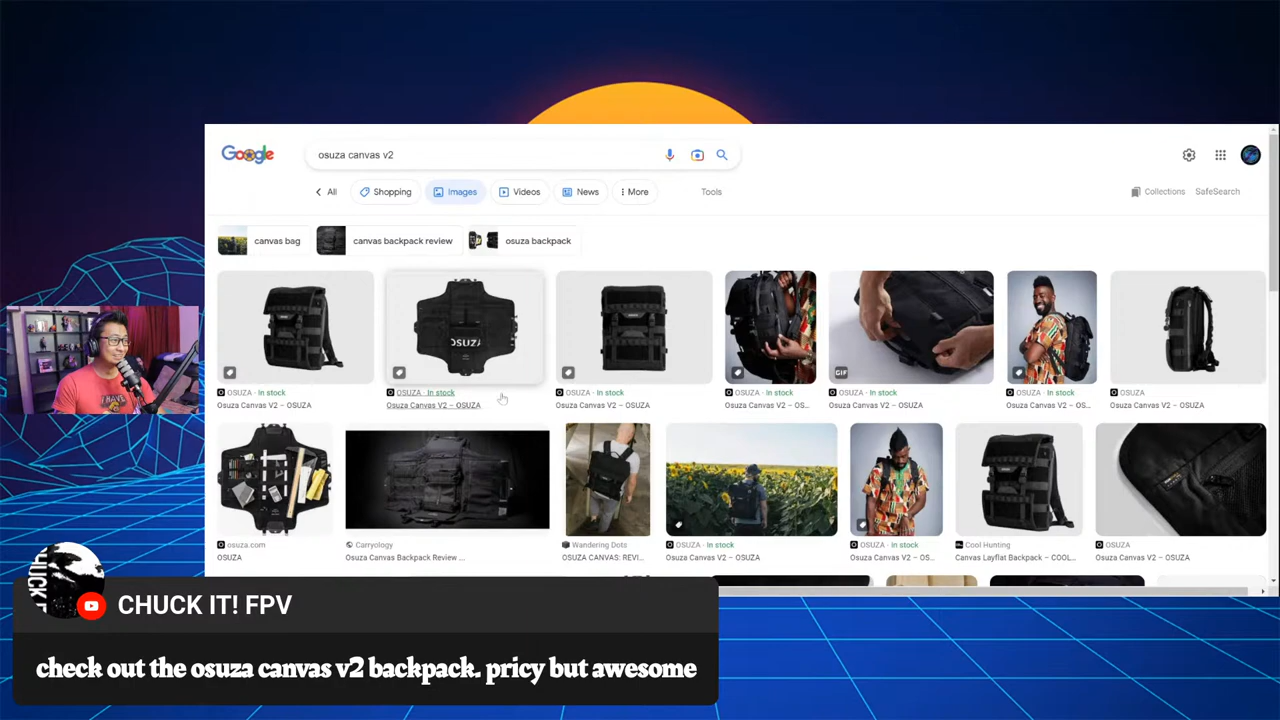 Google
osuza canvas v2
All
Shopping
Images
Videos
News
More
Tools
Collections
SafeSearch
canvas bag
canvas backpack review
osuza backpack
OSUZA
GIF
OSUZA · In stock
Osuza Canvas V2 – OSUZA
OSUZA · In stock
Osuza Canvas V2 – OSUZA
OSUZA · In stock
Osuza Canvas V2 – OSUZA
OSUZA · In stock
Osuza Canvas V2 – OS...
OSUZA
Osuza Canvas V2 – OSUZA
OSUZA · In stock
Osuza Canvas V2 – OS...
OSUZA
Osuza Canvas V2 – OSUZA
osuza.com
OSUZA
Carryology
Osuza Canvas Backpack Review ...
Wandering Dots
OSUZA CANVAS: REVI...
OSUZA · In stock
Osuza Canvas V2 – OSUZA
OSUZA · In stock
Osuza Canvas V2 – OS...
Cool Hunting
Canvas Layflat Backpack – COOL...
OSUZA
Osuza Canvas V2 – OSUZA
I HAVE
CHUCK IT! FPV
check out the osuza canvas v2 backpack. pricy but awesome